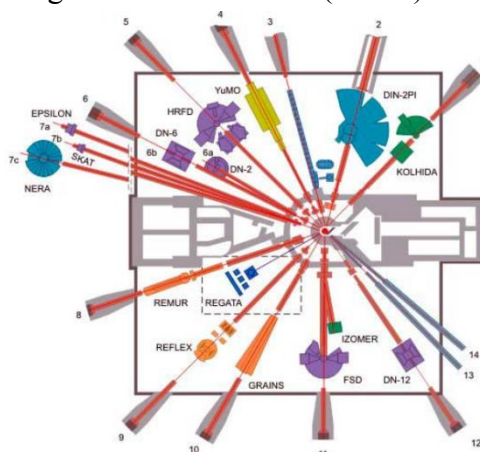 5
4
3
2
YuMO
HRFD
DIN-2PI
6
EPSILON
7a
DN-6
7b
SKAT
6b
6a
DN-2
7c
KOLHIDA
NERA
REMUR
REGATA
8
IZOMER
14
REFLEX
13
GRAINS
FSD
DN-12
9
10
12